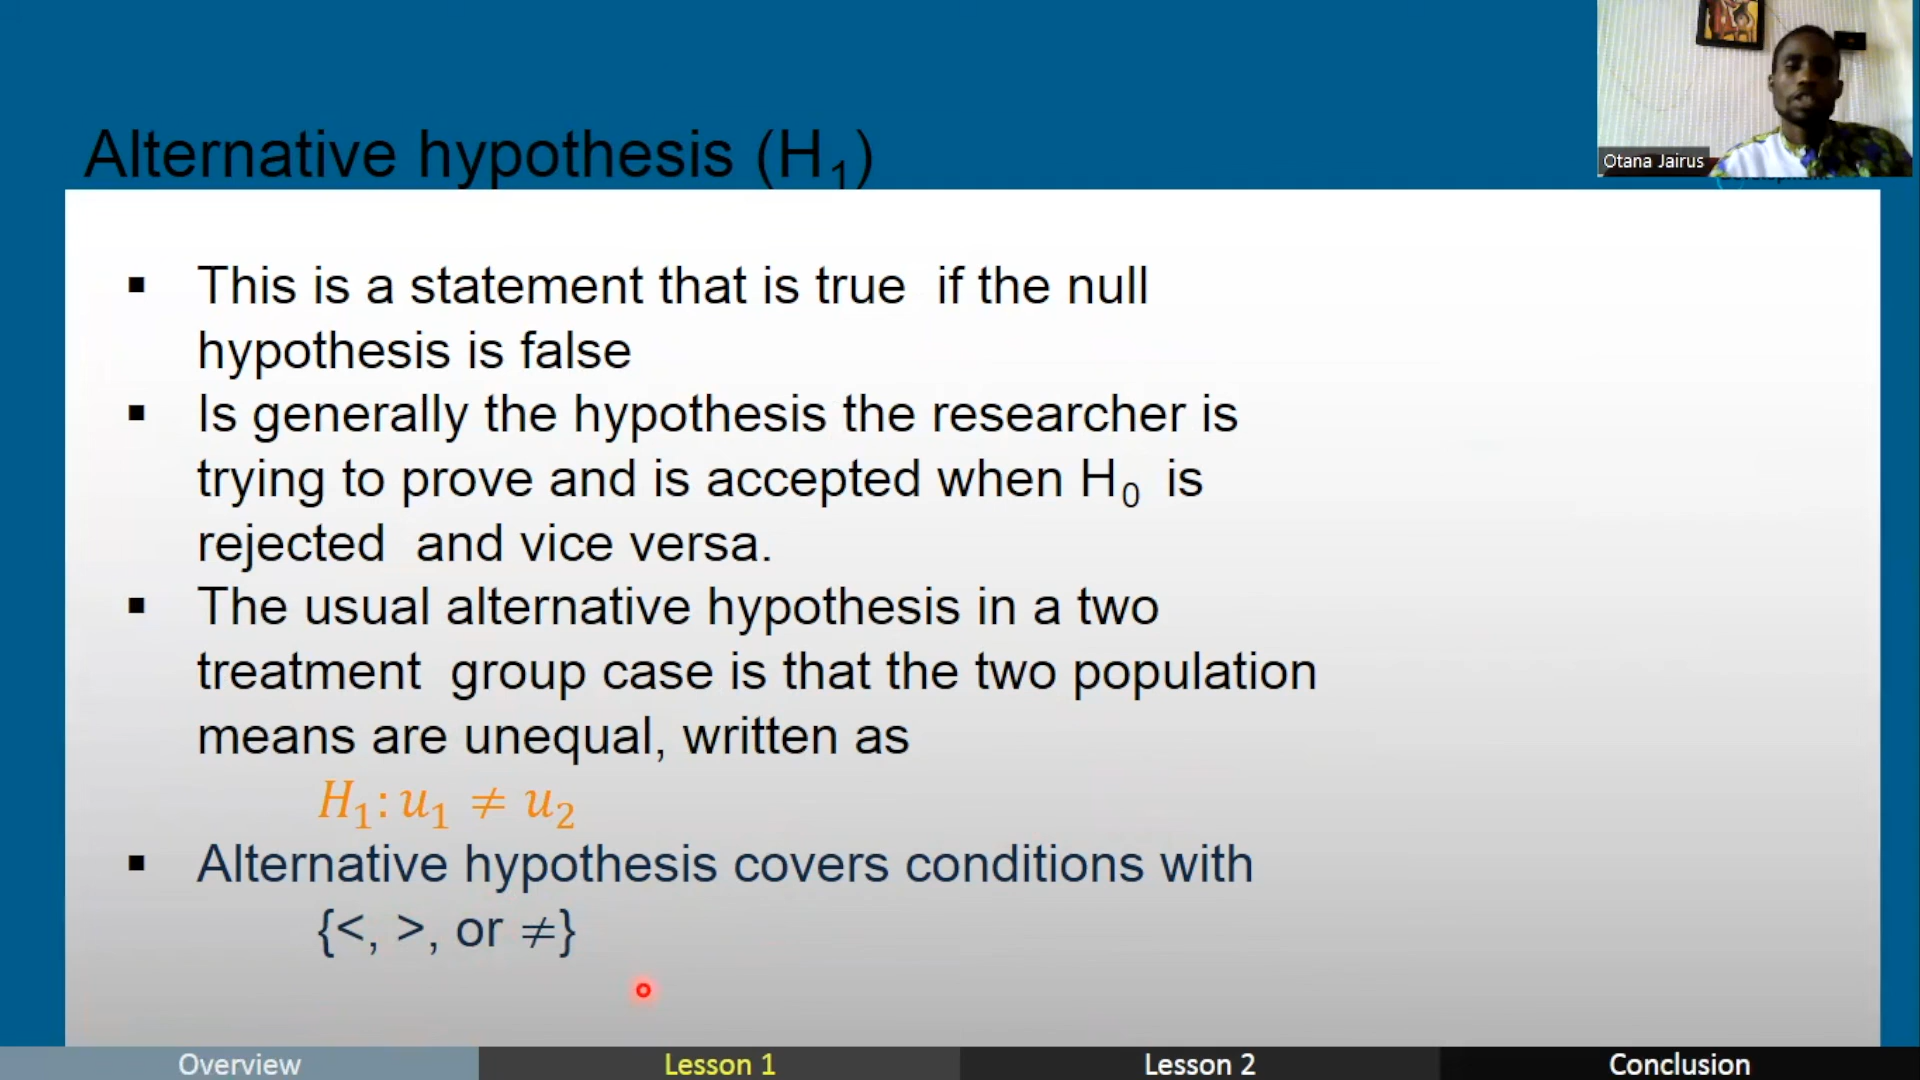 Alternative hypothesis (H₁)
Otana Jairus
▪ This is a statement that is true  if the null
hypothesis is false
▪ Is generally the hypothesis the researcher is
trying to prove and is accepted when H₀ is
rejected  and vice versa.
▪ The usual alternative hypothesis in a two
treatment  group case is that the two population
means are unequal, written as
H₁: u₁ ≠ u₂
▪ Alternative hypothesis covers conditions with
{<, >, or ≠}
Overview
Lesson 1
Lesson 2
Conclusion